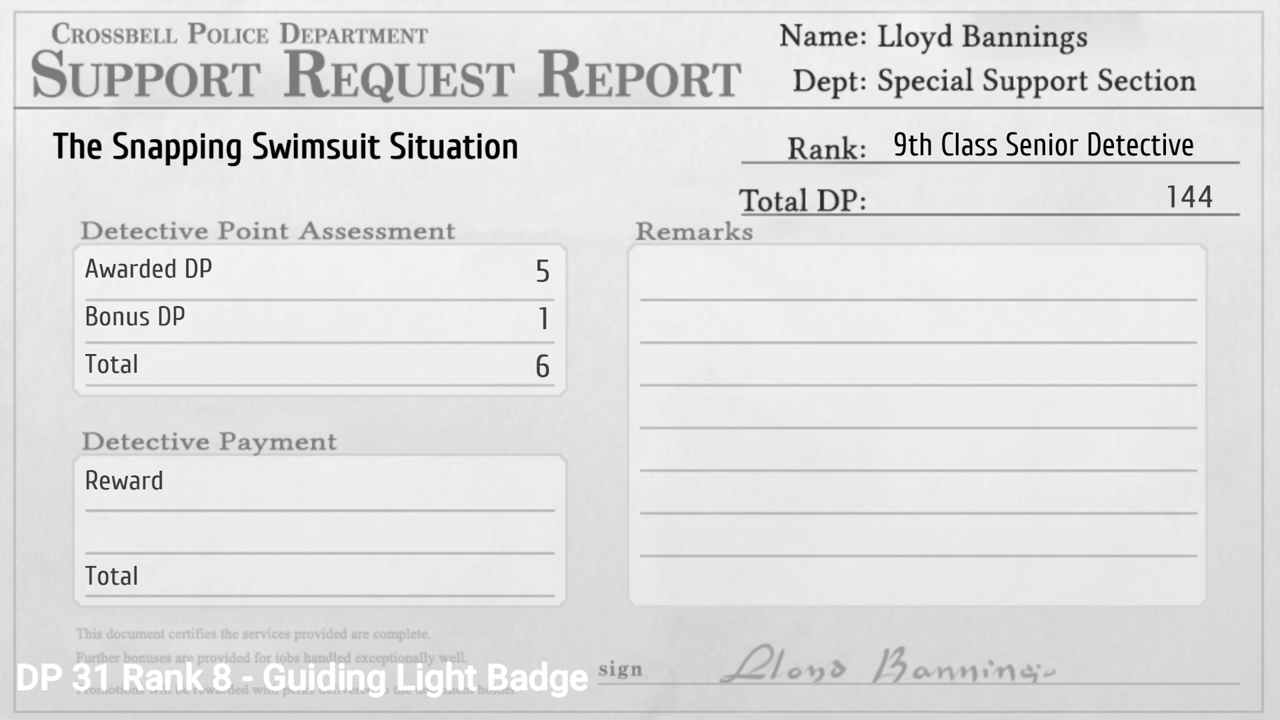 Crossbell Police Department
Support Request Report
Name: Lloyd Bannings
Dept: Special Support Section
The Snapping Swimsuit Situation
Rank: 9th Class Senior Detective
Total DP: 144
Detective Point Assessment
Awarded DP 5
Bonus DP 1
Total 6
Remarks
Detective Payment
Reward
Total
This document certifies the services provided are complete.
Further bonuses are provided for jobs handled exceptionally well.
DP 31 Rank 8 - Guiding Light Badge
sign Lloyd Bannings